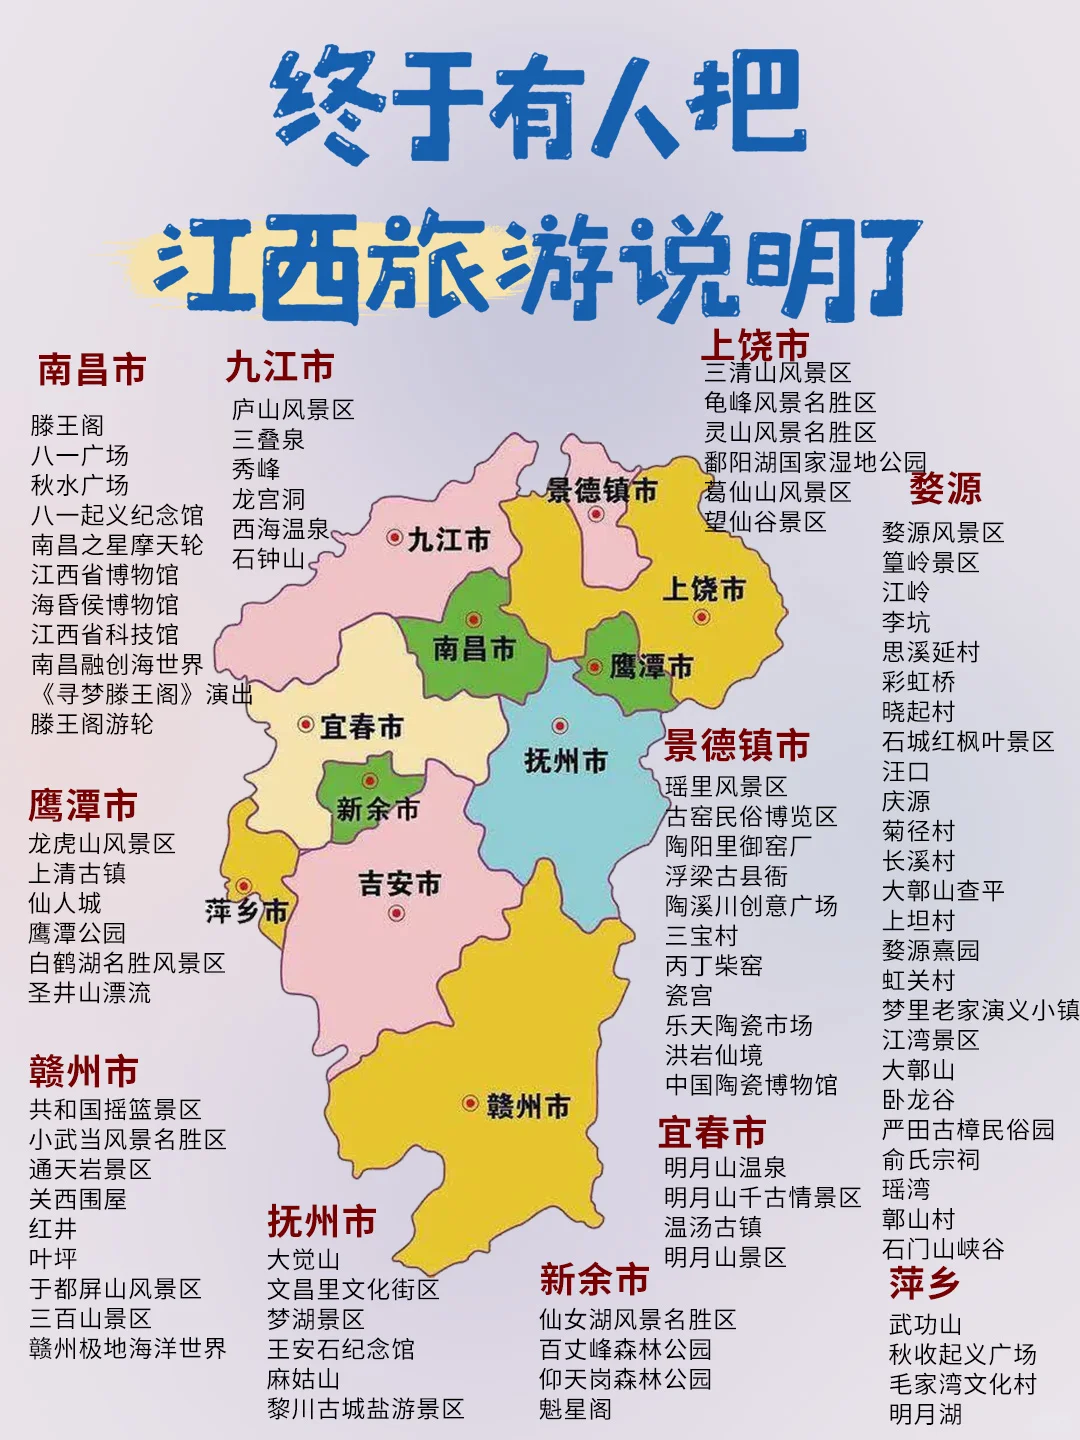 终于有人把
江西旅游说明了
南昌市
滕王阁
八一广场
秋水广场
八一起义纪念馆
南昌之星摩天轮
江西省博物馆
海昏侯博物馆
江西省科技馆
南昌融创海世界
《寻梦滕王阁》演出
滕王阁游轮
九江市
庐山风景区
三叠泉
秀峰
龙宫洞
西海温泉
石钟山
上饶市
三清山风景区
龟峰风景名胜区
灵山风景名胜区
鄱阳湖国家湿地公园
葛仙山风景区
望仙谷景区
婺源
婺源风景区
篁岭景区
江岭
李坑
思溪延村
彩虹桥
晓起村
石城红枫叶景区
汪口
庆源
菊径村
长溪村
大鄣山查平
上坦村
婺源熹园
虹关村
梦里老家演义小镇
江湾景区
大鄣山
卧龙谷
严田古樟民俗园
俞氏宗祠
瑶湾
鄣山村
石门山峡谷
九江市
景德镇市
上饶市
南昌市
鹰潭市
宜春市
抚州市
新余市
吉安市
萍乡市
赣州市
鹰潭市
龙虎山风景区
上清古镇
仙人城
鹰潭公园
白鹤湖名胜风景区
圣井山漂流
景德镇市
瑶里风景区
古窑民俗博览区
陶阳里御窑厂
浮梁古县衙
陶溪川创意广场
三宝村
丙丁柴窑
瓷宫
乐天陶瓷市场
洪岩仙境
中国陶瓷博物馆
赣州市
共和国摇篮景区
小武当风景名胜区
通天岩景区
关西围屋
红井
叶坪
于都屏山风景区
三百山景区
赣州极地海洋世界
宜春市
明月山温泉
明月山千古情景区
温汤古镇
明月山景区
抚州市
大觉山
文昌里文化街区
梦湖景区
王安石纪念馆
麻姑山
黎川古城盐游景区
新余市
仙女湖风景名胜区
百丈峰森林公园
仰天岗森林公园
魁星阁
萍乡
武功山
秋收起义广场
毛家湾文化村
明月湖